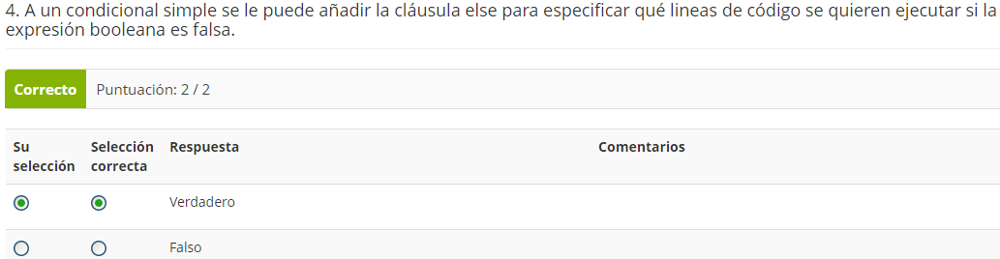 4. A un condicional simple se le puede añadir la cláusula else para especificar qué lineas de código se quieren ejecutar si la
expresión booleana es falsa.
Correcto Puntuación: 2 / 2
Su Selección Respuesta Comentarios
selección correcta
Verdadero
Falso